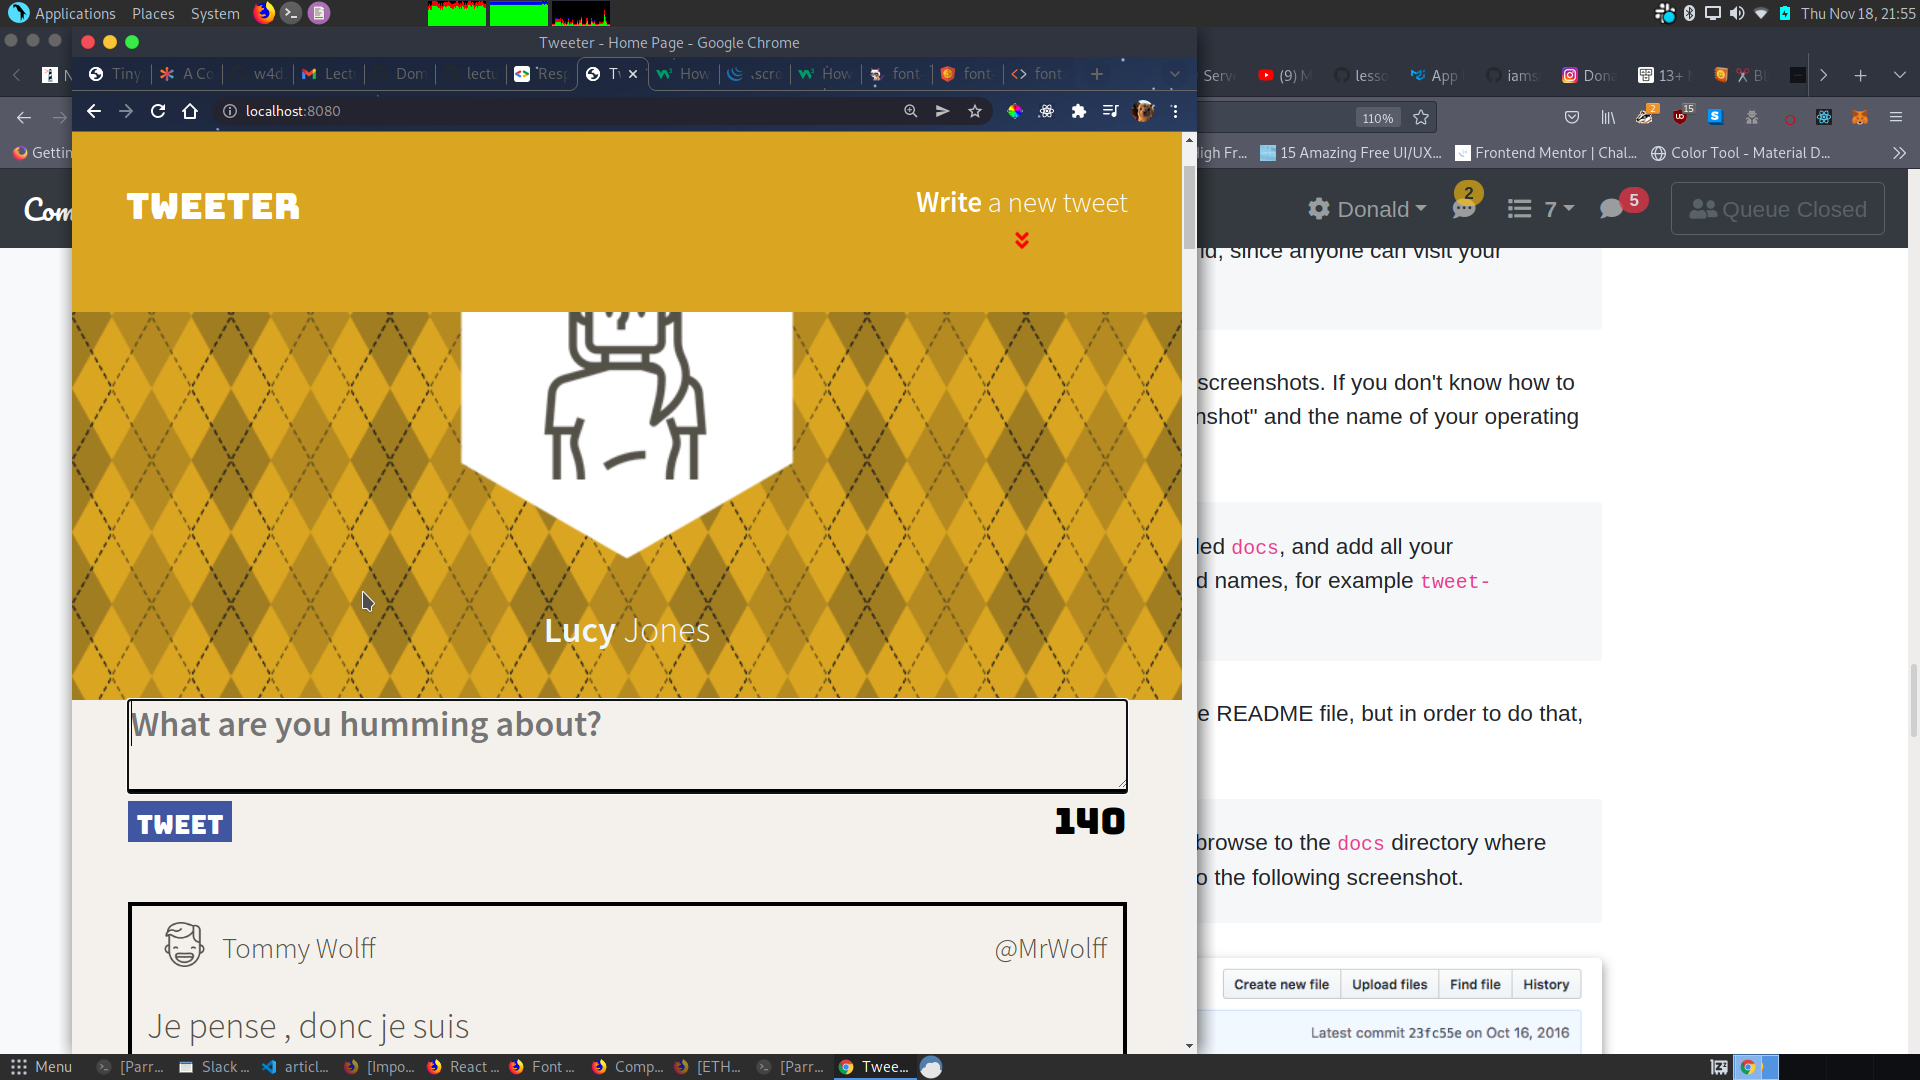 Applications Places System
Thu Nov 18, 21:55
Tweeter - Home Page - Google Chrome
Tiny A Co w4d Lect Dom lectu Resp Tw How .scro How font font font
Serv (9) M lesso App iams Dona 13+
localhost:8080
110%
2 15
Gettin
igh Fr... 15 Amazing Free UI/UX... Frontend Mentor | Chal... Color Tool - Material D...
TWEETER
Write a new tweet
Com
Donald 2 7 5 Queue Closed
nd, since anyone can visit your
screenshots. If you don't know how to
nshot" and the name of your operating
led docs, and add all your
d names, for example tweet-
Lucy Jones
e README file, but in order to do that,
What are you humming about?
TWEET
140
browse to the docs directory where
o the following screenshot.
Tommy Wolff
@MrWolff
Je pense , donc je suis
Create new file Upload files Find file History
Latest commit 23fc55e on Oct 16, 2016
Menu [Parr... Slack ... articl... [Impo... React ... Font ... Comp... [ETH... [Parr... Twee...